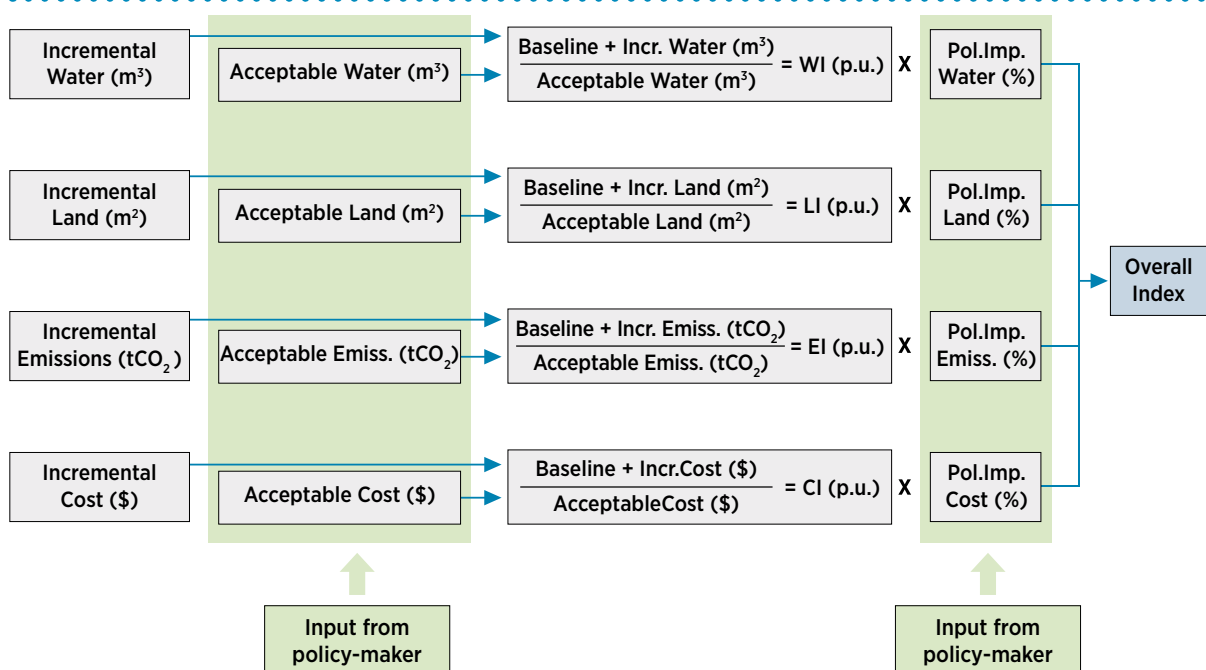 Incremental
Water (m³)
Acceptable Water (m³)
Baseline + Incr. Water (m³)
Acceptable Water (m³)
= WI (p.u.)
X
Pol.Imp.
Water (%)
Incremental
Land (m²)
Acceptable Land (m²)
Baseline + Incr. Land (m²)
Acceptable Land (m²)
= LI (p.u.)
X
Pol.Imp.
Land (%)
Overall
Index
Incremental
Emissions (tCO₂)
Acceptable Emiss. (tCO₂)
Baseline + Incr. Emiss. (tCO₂)
Acceptable Emiss. (tCO₂)
= EI (p.u.)
X
Pol.Imp.
Emiss. (%)
Incremental
Cost ($)
Acceptable Cost ($)
Baseline + Incr.Cost ($)
AcceptableCost ($)
= CI (p.u.)
X
Pol.Imp.
Cost (%)
Input from
policy-maker
Input from
policy-maker